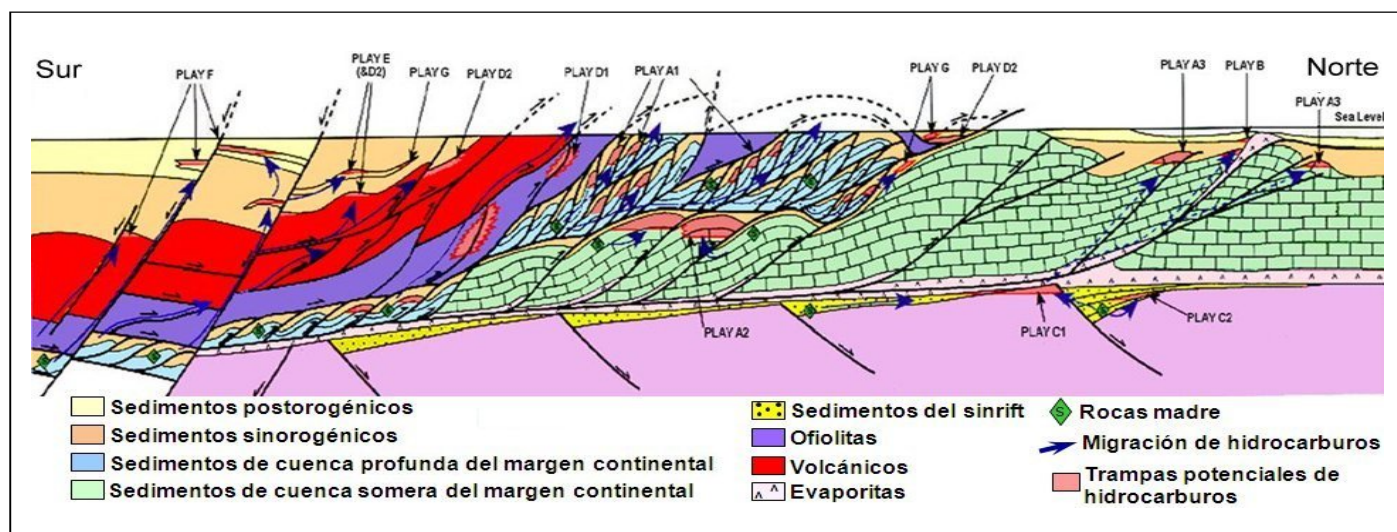 Sur
PLAY F
PLAY E
(&D2)
PLAY G
PLAY D2
PLAY D1
PLAY A1
PLAY G
PLAY D2
PLAY A3
PLAY B
Norte
PLAY A3
Sea Level
S
S
S
S
S
S
S
S
S
S
PLAY A2
PLAY C1
PLAY C2
Sedimentos postorogénicos
Sedimentos sinorogénicos
Sedimentos de cuenca profunda del margen continental
Sedimentos de cuenca somera del margen continental
Sedimentos del sinrift
Ofiolitas
Volcánicos
Evaporitas
S Rocas madre
Migración de hidrocarburos
Trampas potenciales de
hidrocarburos